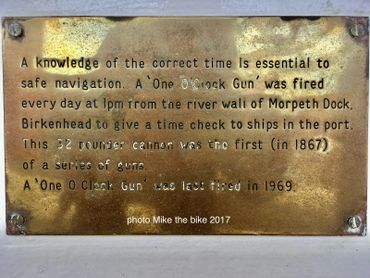 A knowledge of the correct time is essential to
safe navigation. A 'One O'Clock Gun' was fired
every day at 1pm from the river wall of Morpeth Dock,
Birkenhead to give a time check to ships in the port.
This 32 pounder cannon was the first (in 1867)
of a series of guns
A 'One O Clock Gun' was last fired in 1969.
photo Mike the bike 2017